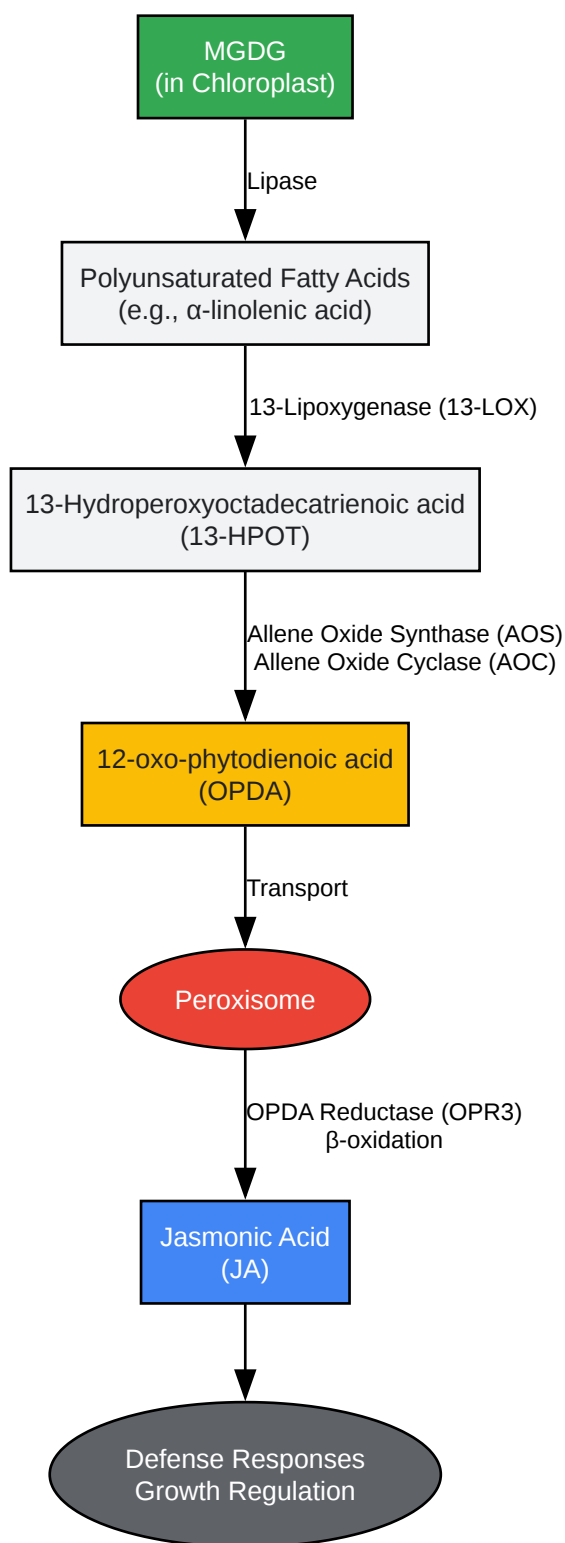 MGDG
(in Chloroplast)
Lipase
Polyunsaturated Fatty Acids
(e.g., α-linolenic acid)
13-Lipoxygenase (13-LOX)
13-Hydroperoxyoctadecatrienoic acid
(13-HPOT)
Allene Oxide Synthase (AOS)
Allene Oxide Cyclase (AOC)
12-oxo-phytodienoic acid
(OPDA)
Transport
Peroxisome
OPDA Reductase (OPR3)
β-oxidation
Jasmonic Acid
(JA)
Defense Responses
Growth Regulation